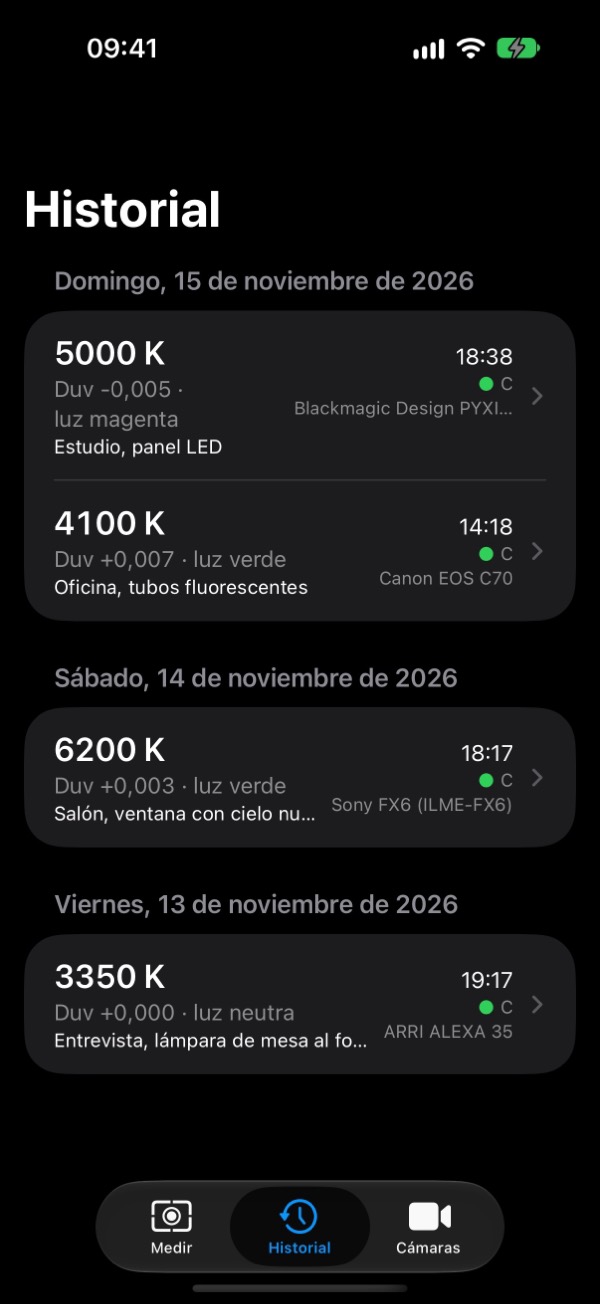 09:41
Historial
Domingo, 15 de noviembre de 2026
5000 K
18:38
Duv -0,005 ·
luz magenta
C
Blackmagic Design PYXI...
Estudio, panel LED
4100 K
14:18
Duv +0,007 · luz verde
C
Canon EOS C70
Oficina, tubos fluorescentes
Sábado, 14 de noviembre de 2026
6200 K
18:17
Duv +0,003 · luz verde
C
Sony FX6 (ILME-FX6)
Salón, ventana con cielo nu...
Viernes, 13 de noviembre de 2026
3350 K
19:17
Duv +0,000 · luz neutra
C
ARRI ALEXA 35
Entrevista, lámpara de mesa al fo...
Medir
Historial
Cámaras